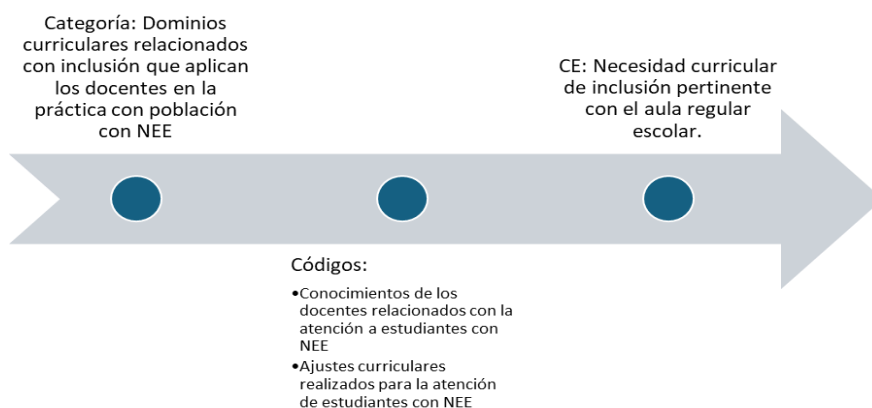 Categoría: Dominios
curriculares relacionados
con inclusión que aplican
los docentes en la
práctica con población
con NEE
Códigos:
•Conocimientos de los
docentes relacionados con la
atención a estudiantes con
NEE
•Ajustes curriculares
realizados para la atención
de estudiantes con NEE
CE: Necesidad curricular
de inclusión pertinente
con el aula regular
escolar.